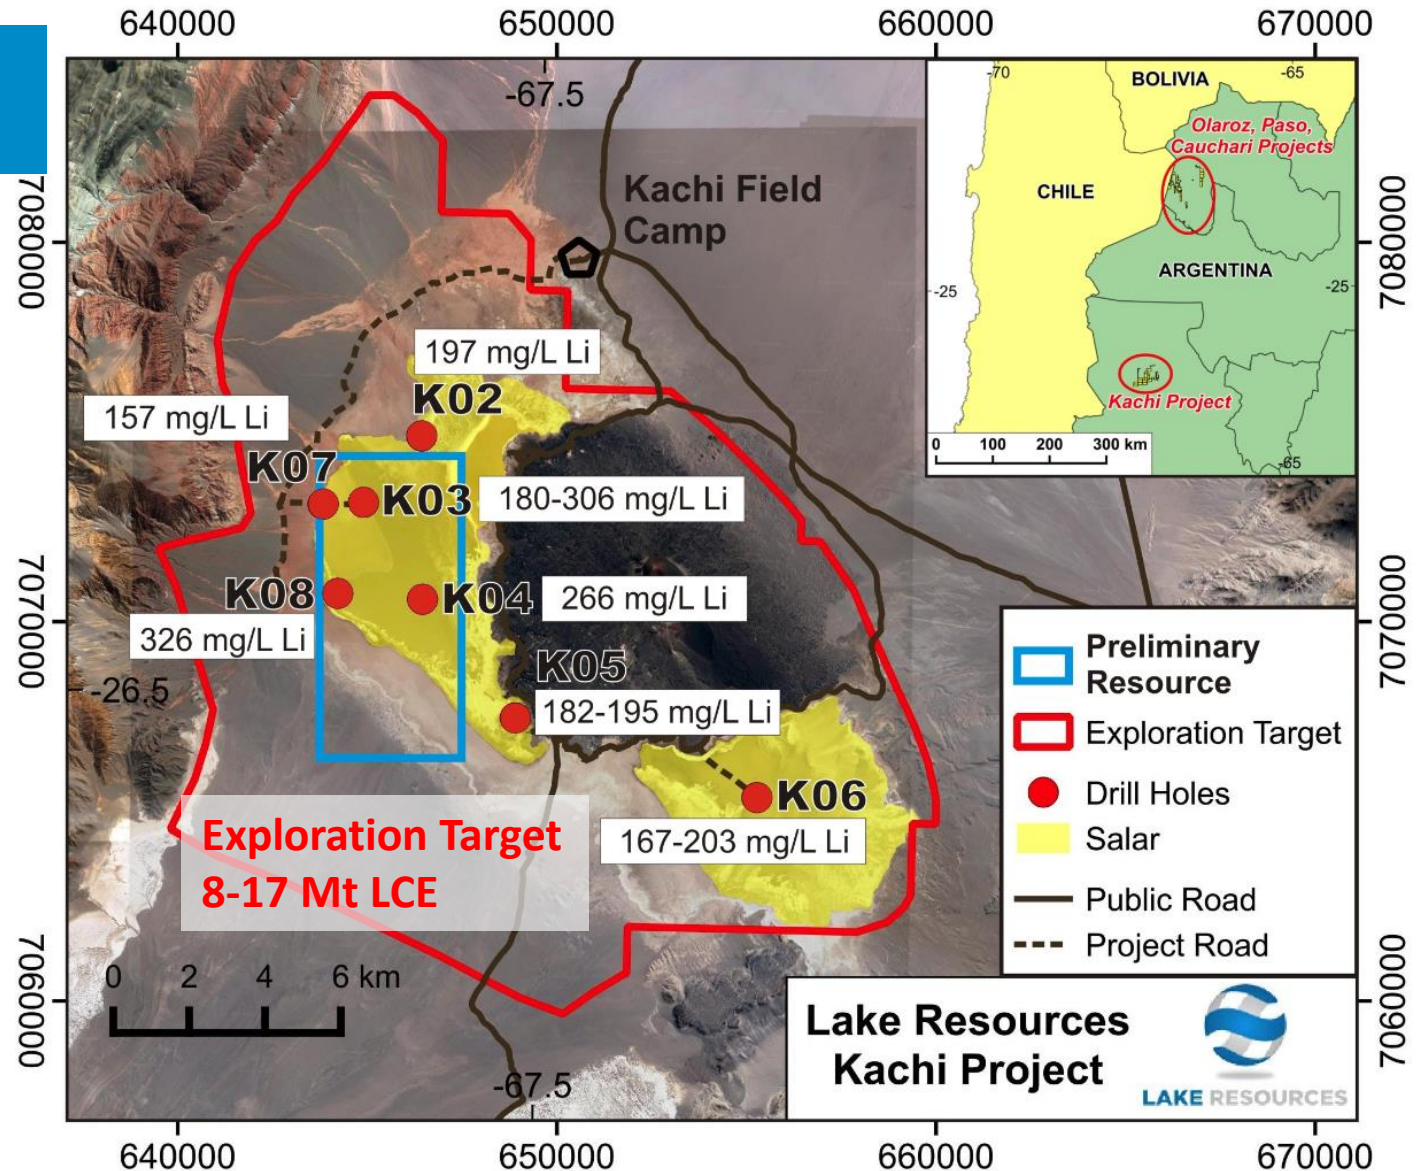 640000
650000
660000
670000
-67.5
-70
-65
BOLIVIA
Olaroz, Paso,
Cauchari Projects
CHILE
ARGENTINA
-25
-25
Kachi Project
0 100 200 300 km
-65
7080000
7080000
Kachi Field
Camp
197 mg/L Li
K02
157 mg/L Li
K07
K03
180-306 mg/L Li
K08
K04
266 mg/L Li
326 mg/L Li
7070000
7070000
K05
-26.5
182-195 mg/L Li
K06
167-203 mg/L Li
Exploration Target
8-17 Mt LCE
Preliminary
Resource
Exploration Target
Drill Holes
Salar
Public Road
Project Road
7060000
7060000
0 2 4 6 km
Lake Resources
Kachi Project
LAKE RESOURCES
-67.5
640000
650000
660000
670000